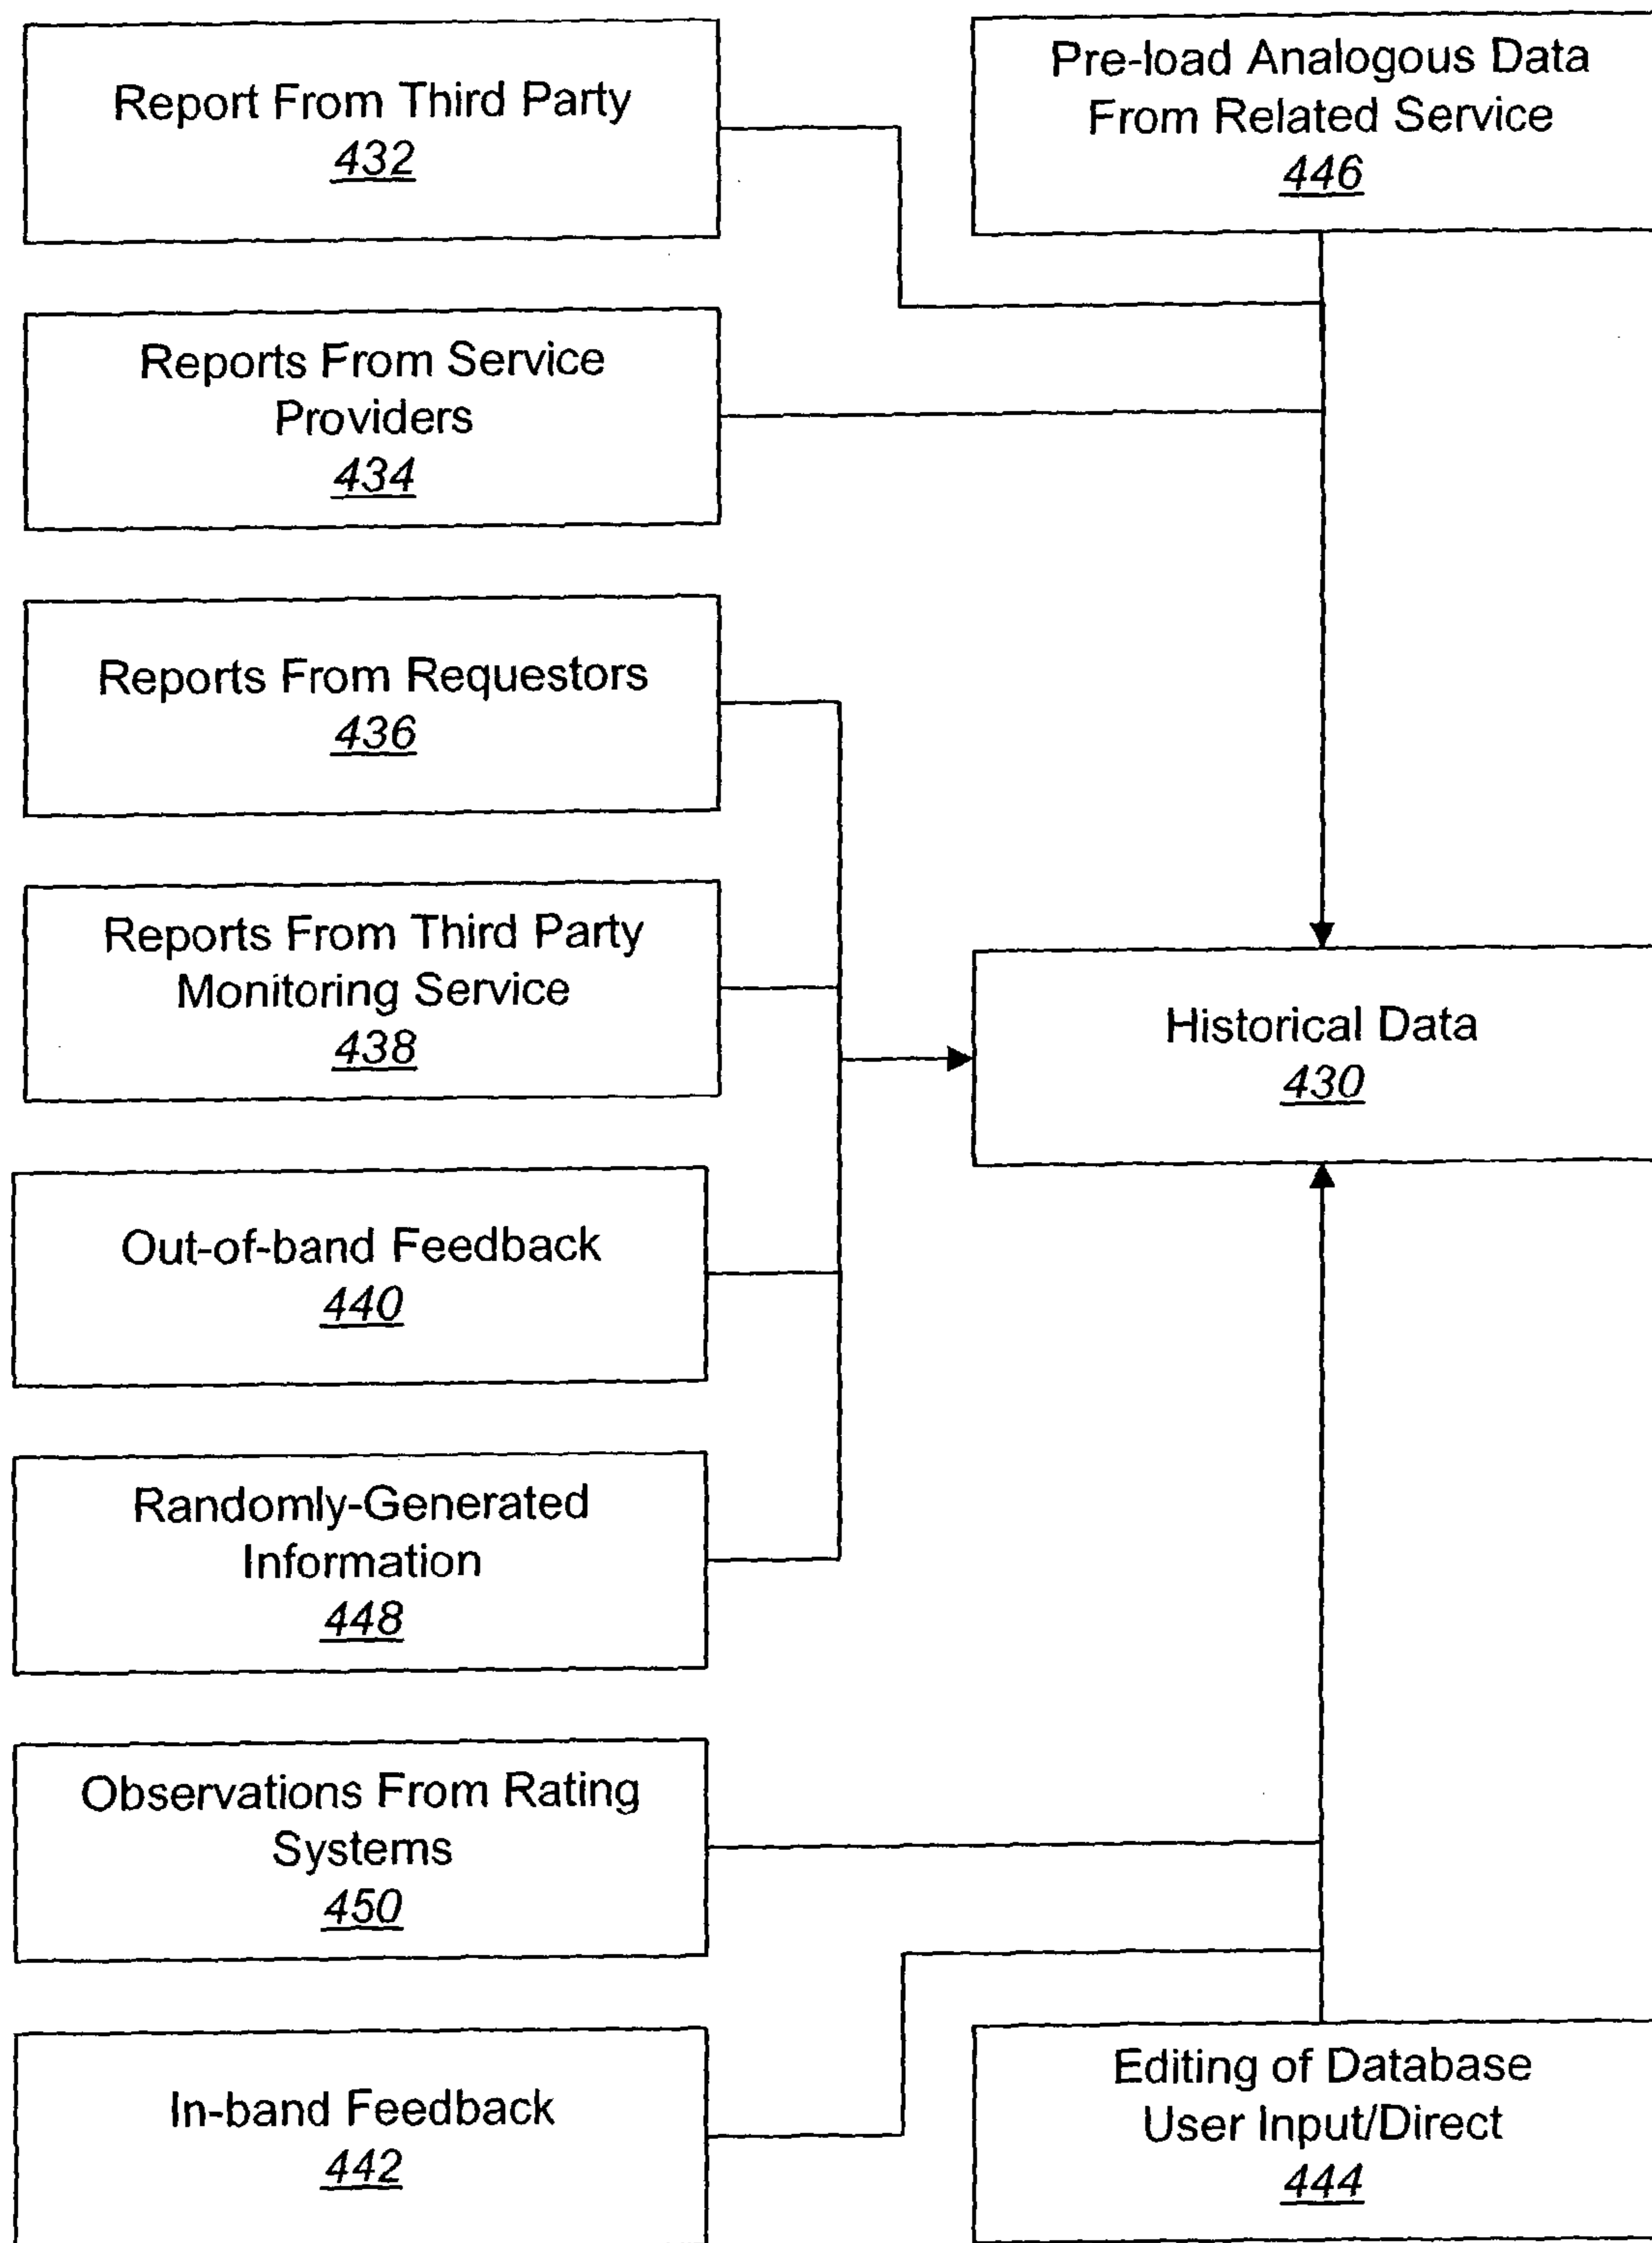 Report From Third Party
432
Pre-load Analogous Data
From Related Service
446
Reports From Service
Providers
434
Reports From Requestors
436
Reports From Third Party
Monitoring Service
438
Historical Data
430
Out-of-band Feedback
440
Randomly-Generated
Information
448
Observations From Rating
Systems
450
In-band Feedback
442
Editing of Database
User Input/Direct
444